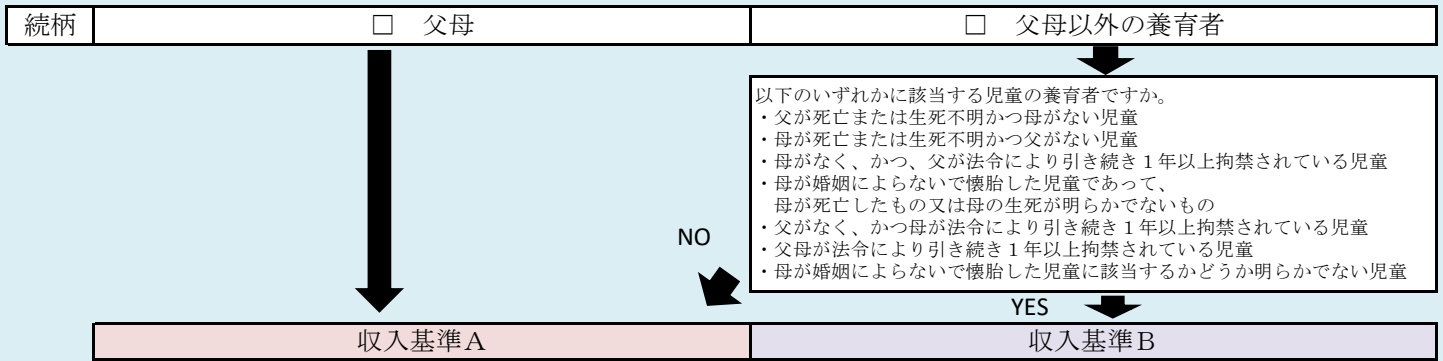 続柄 □ 父母 □ 父母以外の養育者
以下のいずれかに該当する児童の養育者ですか。
・父が死亡または生死不明かつ母がない児童
・母が死亡または生死不明かつ父がない児童
・母がなく、かつ、父が法令により引き続き１年以上拘禁されている児童
・母が婚姻によらないで懐胎した児童であって、
母が死亡したもの又は母の生死が明らかでないもの
・父がなく、かつ母が法令により引き続き１年以上拘禁されている児童
・父母が法令により引き続き１年以上拘禁されている児童
・母が婚姻によらないで懐胎した児童に該当するかどうか明らかでない児童
NO
YES
収入基準Ａ 収入基準Ｂ